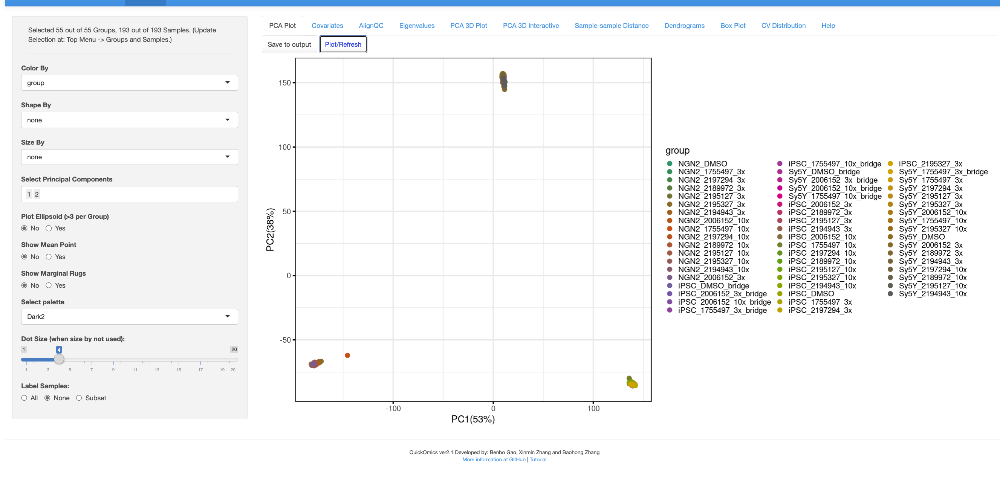 Selected 55 out of 55 Groups, 193 out of 193 Samples. (Update
Selection at: Top Menu -> Groups and Samples.)
Color By
group
Shape By
none
Size By
none
Select Principal Components
1 2
Plot Ellipsoid (>3 per Group)
No Yes
Show Mean Point
No Yes
Show Marginal Rugs
No Yes
Select palette
Dark2
Dot Size (when size by not used):
1 4 20
1 3 5 7 9 11 13 15 17 19 20
Label Samples:
All None Subset
PCA Plot Covariates AlignQC Eigenvalues PCA 3D Plot PCA 3D Interactive Sample-sample Distance Dendrograms Box Plot CV Distribution Help
Save to output Plot/Refresh
150
100
50
0
-50
PC2(38%)
-100 0 100
PC1(53%)
group
NGN2_DMSO
NGN2_1755497_3x
NGN2_2197294_3x
NGN2_2189972_3x
NGN2_2195127_3x
NGN2_2195327_3x
NGN2_2194943_3x
NGN2_2006152_10x
NGN2_1755497_10x
NGN2_2197294_10x
NGN2_2189972_10x
NGN2_2195127_10x
NGN2_2195327_10x
NGN2_2194943_10x
NGN2_2006152_3x
iPSC_DMSO_bridge
iPSC_2006152_3x_bridge
iPSC_2006152_10x_bridge
iPSC_1755497_3x_bridge
iPSC_1755497_10x_bridge
Sy5Y_DMSO_bridge
Sy5Y_2006152_3x_bridge
Sy5Y_2006152_10x_bridge
Sy5Y_1755497_10x_bridge
iPSC_2006152_3x
iPSC_2189972_3x
iPSC_2195127_3x
iPSC_2194943_3x
iPSC_2006152_10x
iPSC_1755497_10x
iPSC_2197294_10x
iPSC_2189972_10x
iPSC_2195127_10x
iPSC_2195327_10x
iPSC_2194943_10x
iPSC_DMSO
iPSC_1755497_3x
iPSC_2197294_3x
iPSC_2195327_3x
Sy5Y_1755497_3x_bridge
Sy5Y_1755497_3x
Sy5Y_2197294_3x
Sy5Y_2195127_3x
Sy5Y_2195327_3x
Sy5Y_2006152_10x
Sy5Y_1755497_10x
Sy5Y_2195327_10x
Sy5Y_DMSO
Sy5Y_2006152_3x
Sy5Y_2189972_3x
Sy5Y_2194943_3x
Sy5Y_2197294_10x
Sy5Y_2189972_10x
Sy5Y_2195127_10x
Sy5Y_2194943_10x
QuickOmics ver2.1 Developed by: Benbo Gao, Xinmin Zhang and Baohong Zhang
More information at GitHub | Tutorial